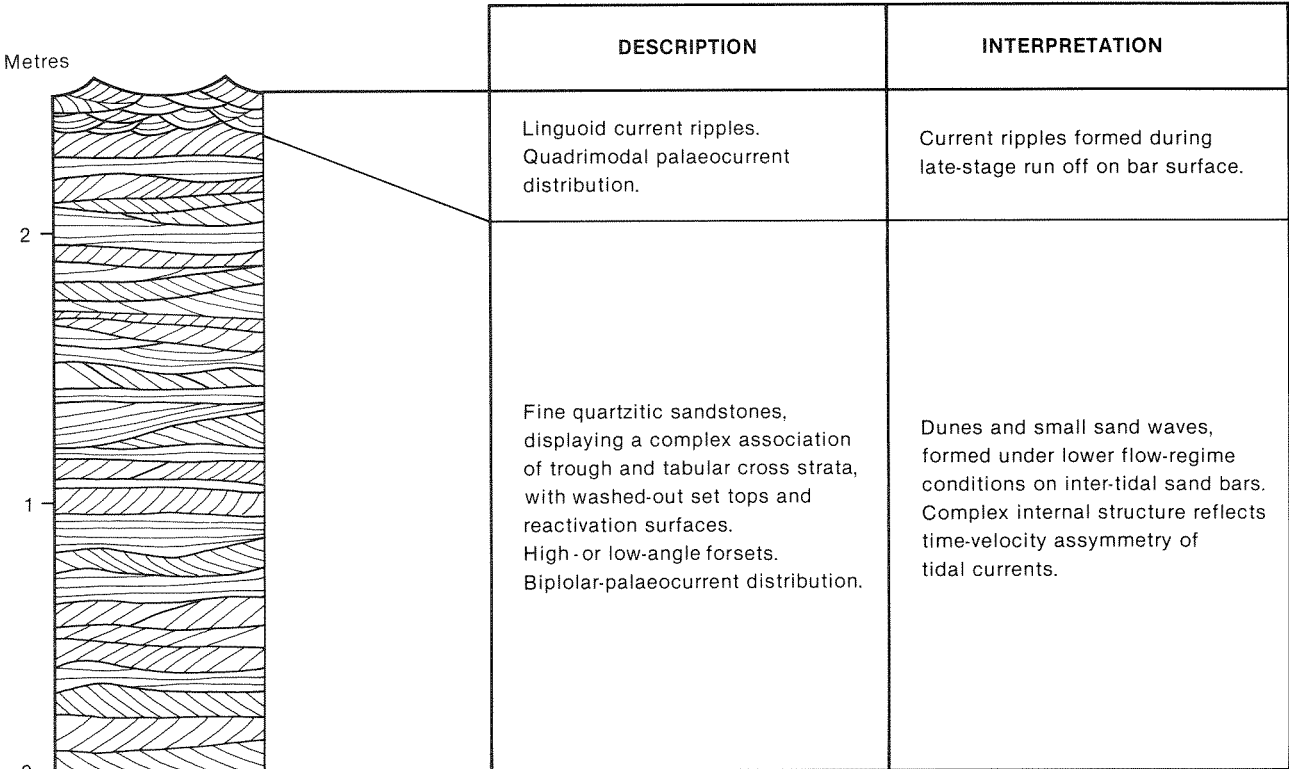 Metres
DESCRIPTION
INTERPRETATION
Linguoid current ripples.
Quadrimodal palaeocurrent
distribution.
Current ripples formed during
late-stage run off on bar surface.
2
1
Fine quartzitic sandstones,
displaying a complex association
of trough and tabular cross strata,
with washed-out set tops and
reactivation surfaces.
High-or low-angle forsets.
Biplolar-palaeocurrent distribution.
Dunes and small sand waves,
formed under lower flow-regime
conditions on inter-tidal sand bars.
Complex internal structure reflects
time-velocity assymmetry of
tidal currents.